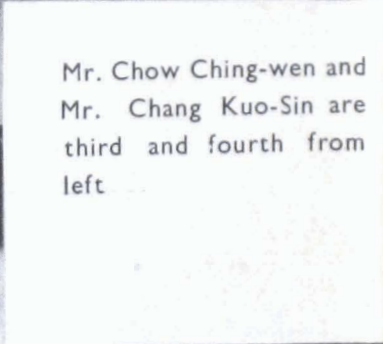 Mr. Chow Ching-wen and
Mr. Chang Kuo-Sin are
third and fourth from
left